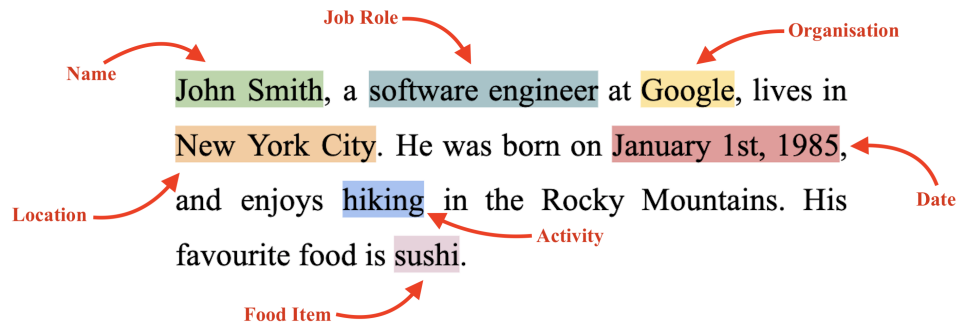 Job Role
Organisation
Name
John Smith, a software engineer at Google, lives in
New York City. He was born on January 1st, 1985,
Location
and enjoys hiking in the Rocky Mountains. His
Date
Activity
favourite food is sushi.
Food Item